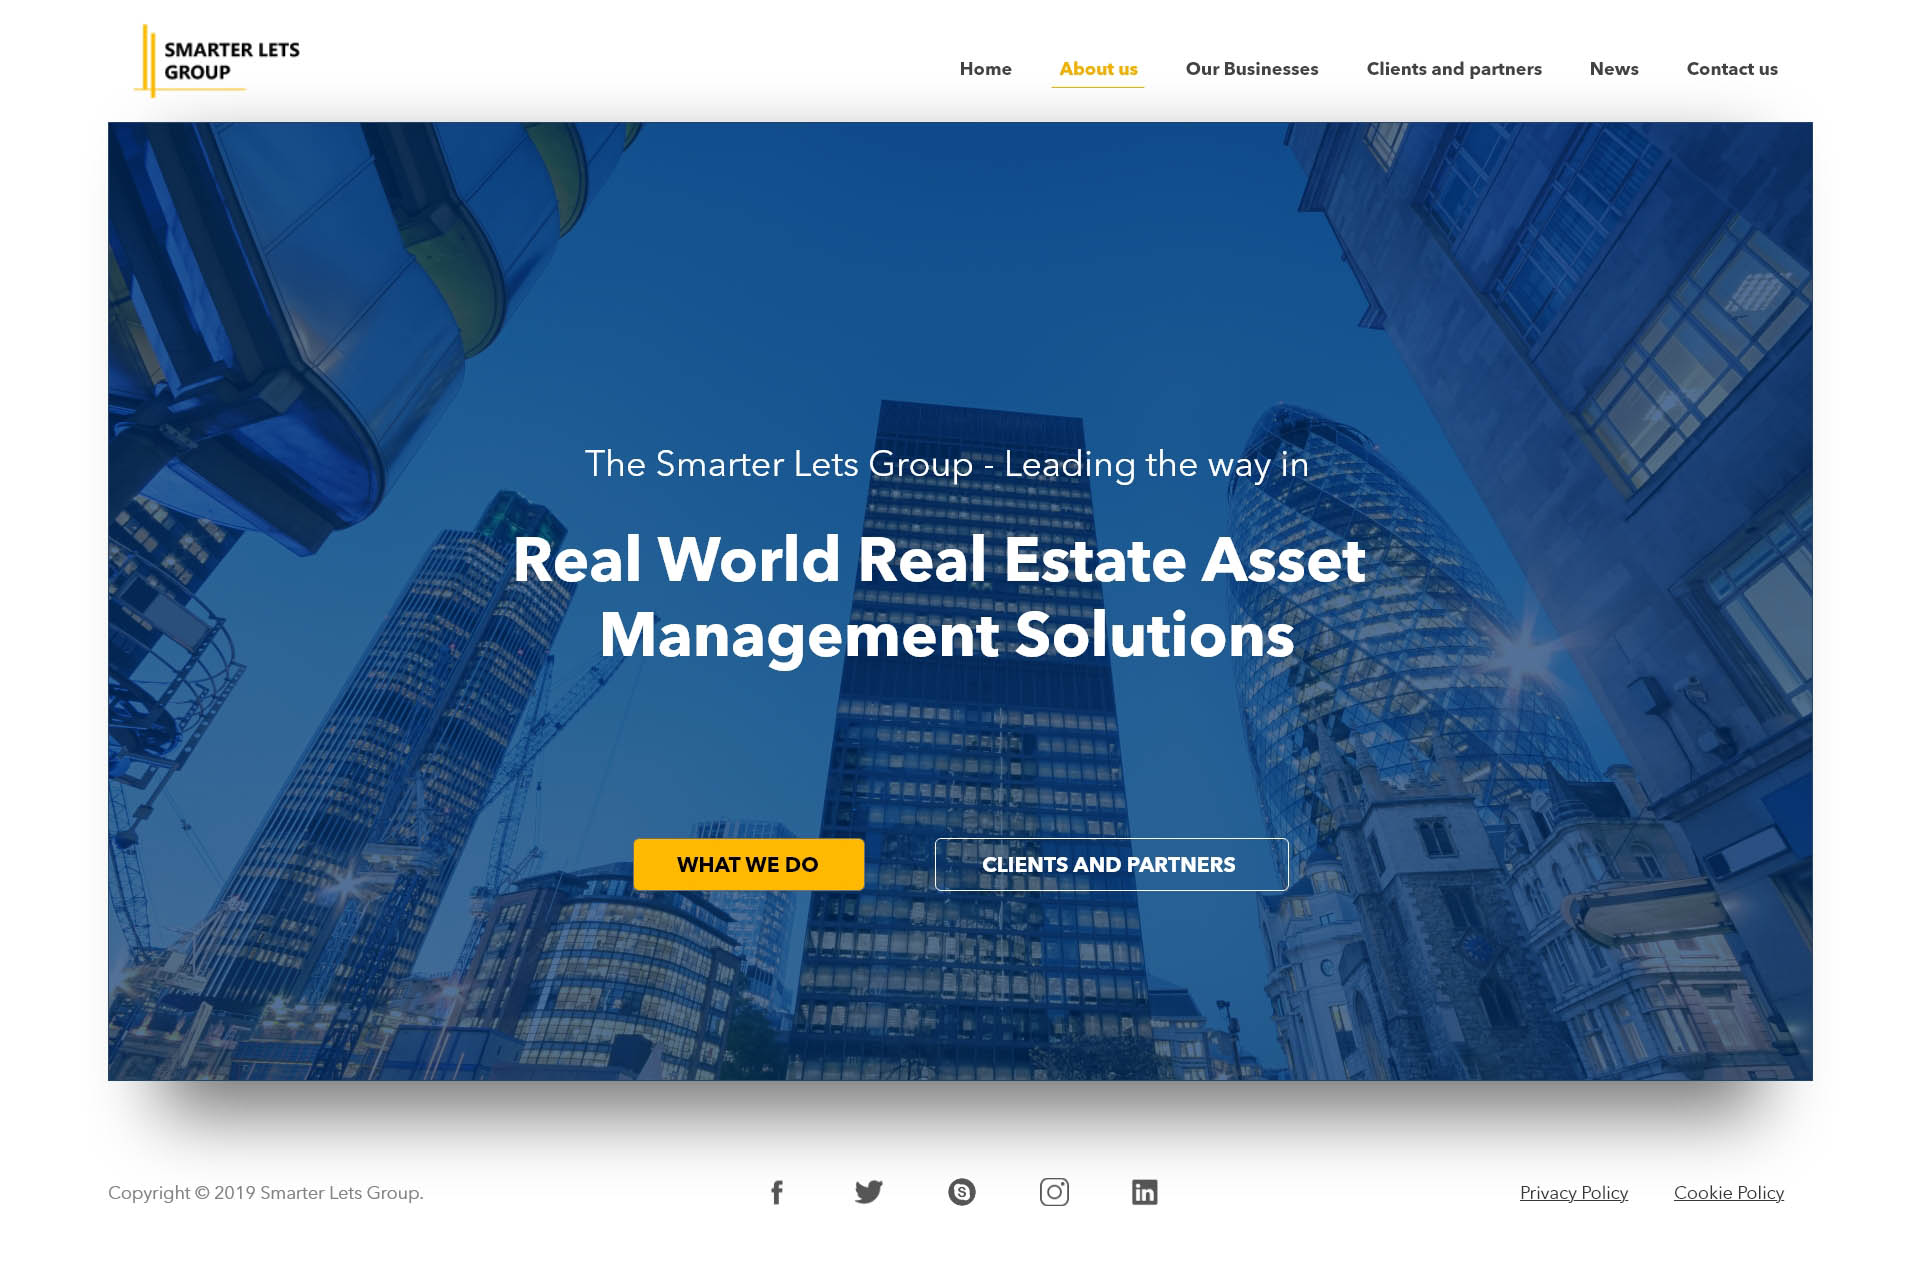 SMARTER LETS
GROUP
Home About us Our Businesses Clients and partners News Contact us
The Smarter Lets Group - Leading the way in
Real World Real Estate Asset
Management Solutions
WHAT WE DO CLIENTS AND PARTNERS
Copyright © 2019 Smarter Lets Group. Privacy Policy Cookie Policy